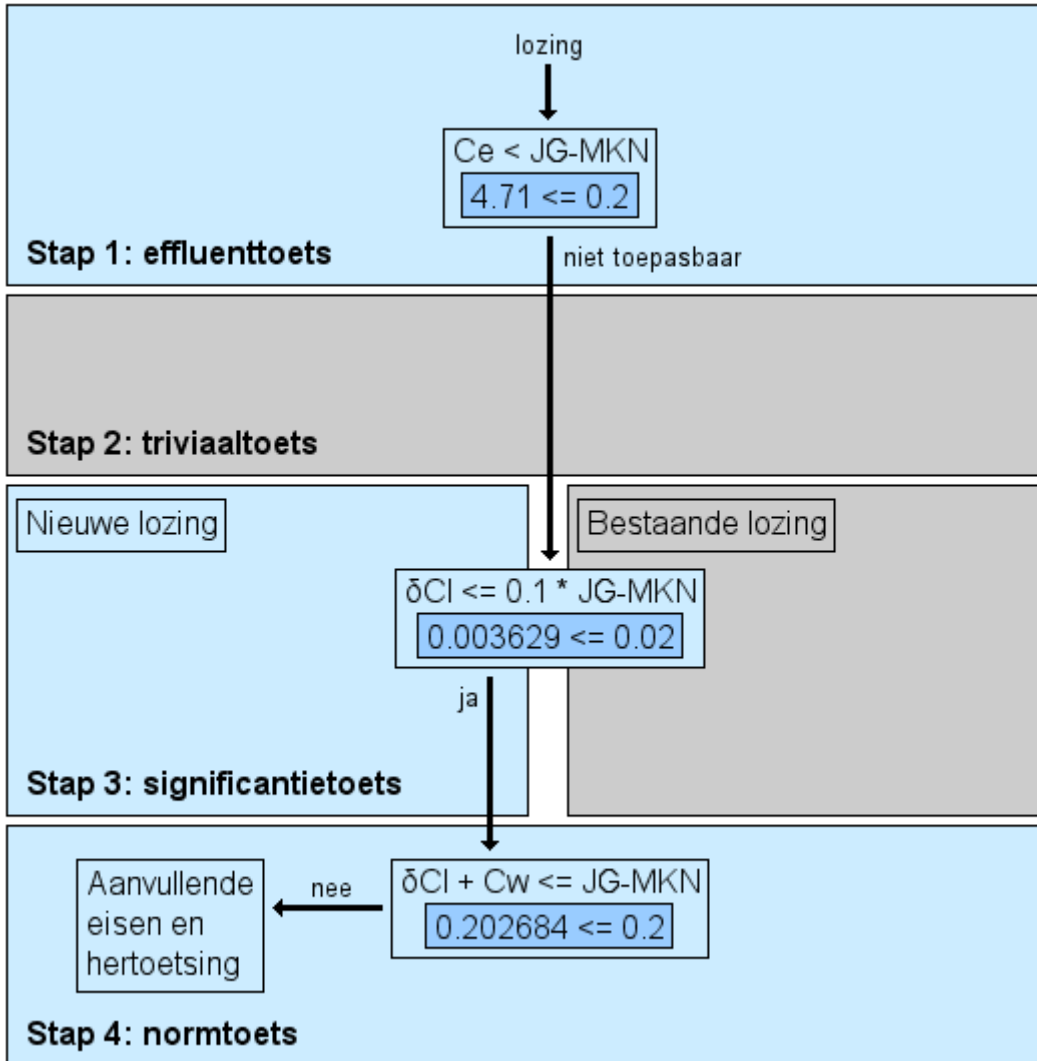 lozing
Ce < JG-MKN
4.71 <= 0.2
Stap 1: effluenttoets
niet toepasbaar
Stap 2: triviaaltoets
Nieuwe lozing
Bestaande lozing
δCl <= 0.1 * JG-MKN
0.003629 <= 0.02
ja
Stap 3: significantietoets
δCl + Cw <= JG-MKN
0.202684 <= 0.2
nee
Aanvullende
eisen en
hertoetsing
Stap 4: normtoets